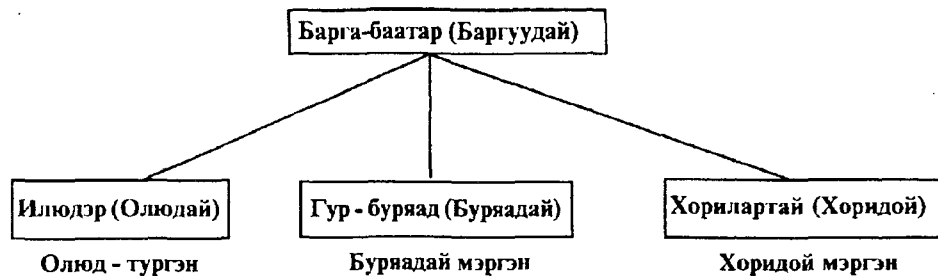 Барга-баатар (Баргуудай)
Илюдэр (Олюдай)
Гур - буряад (Буряадай)
Хорилартай (Хоридой)
Олюд - тургэн
Буряадай мэргэн
Хоридой мэргэн